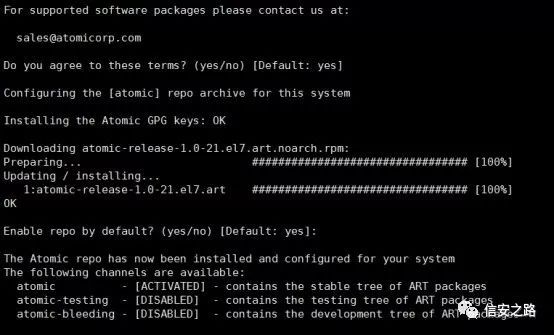 For supported software packages please contact us at:
sales@atomicorp.com
Do you agree to these terms? (yes/no) [Default: yes]
Configuring the [atomic] repo archive for this system
Installing the Atomic GPG keys: OK
Downloading atomic-release-1.0-21.el7.art.noarch.rpm:
Preparing... ################################# [100%]
Updating / installing...
1:atomic-release-1.0-21.el7.art ################################# [100%]
OK
Enable repo by default? (yes/no) [Default: yes]:
The Atomic repo has now been installed and configured for your system
The following channels are available:
atomic - [ACTIVATED] - contains the stable tree of ART packages
atomic-testing - [DISABLED] - contains the testing tree of ART packages
atomic-bleeding - [DISABLED] - contains the development tree of ART packages
信安之路